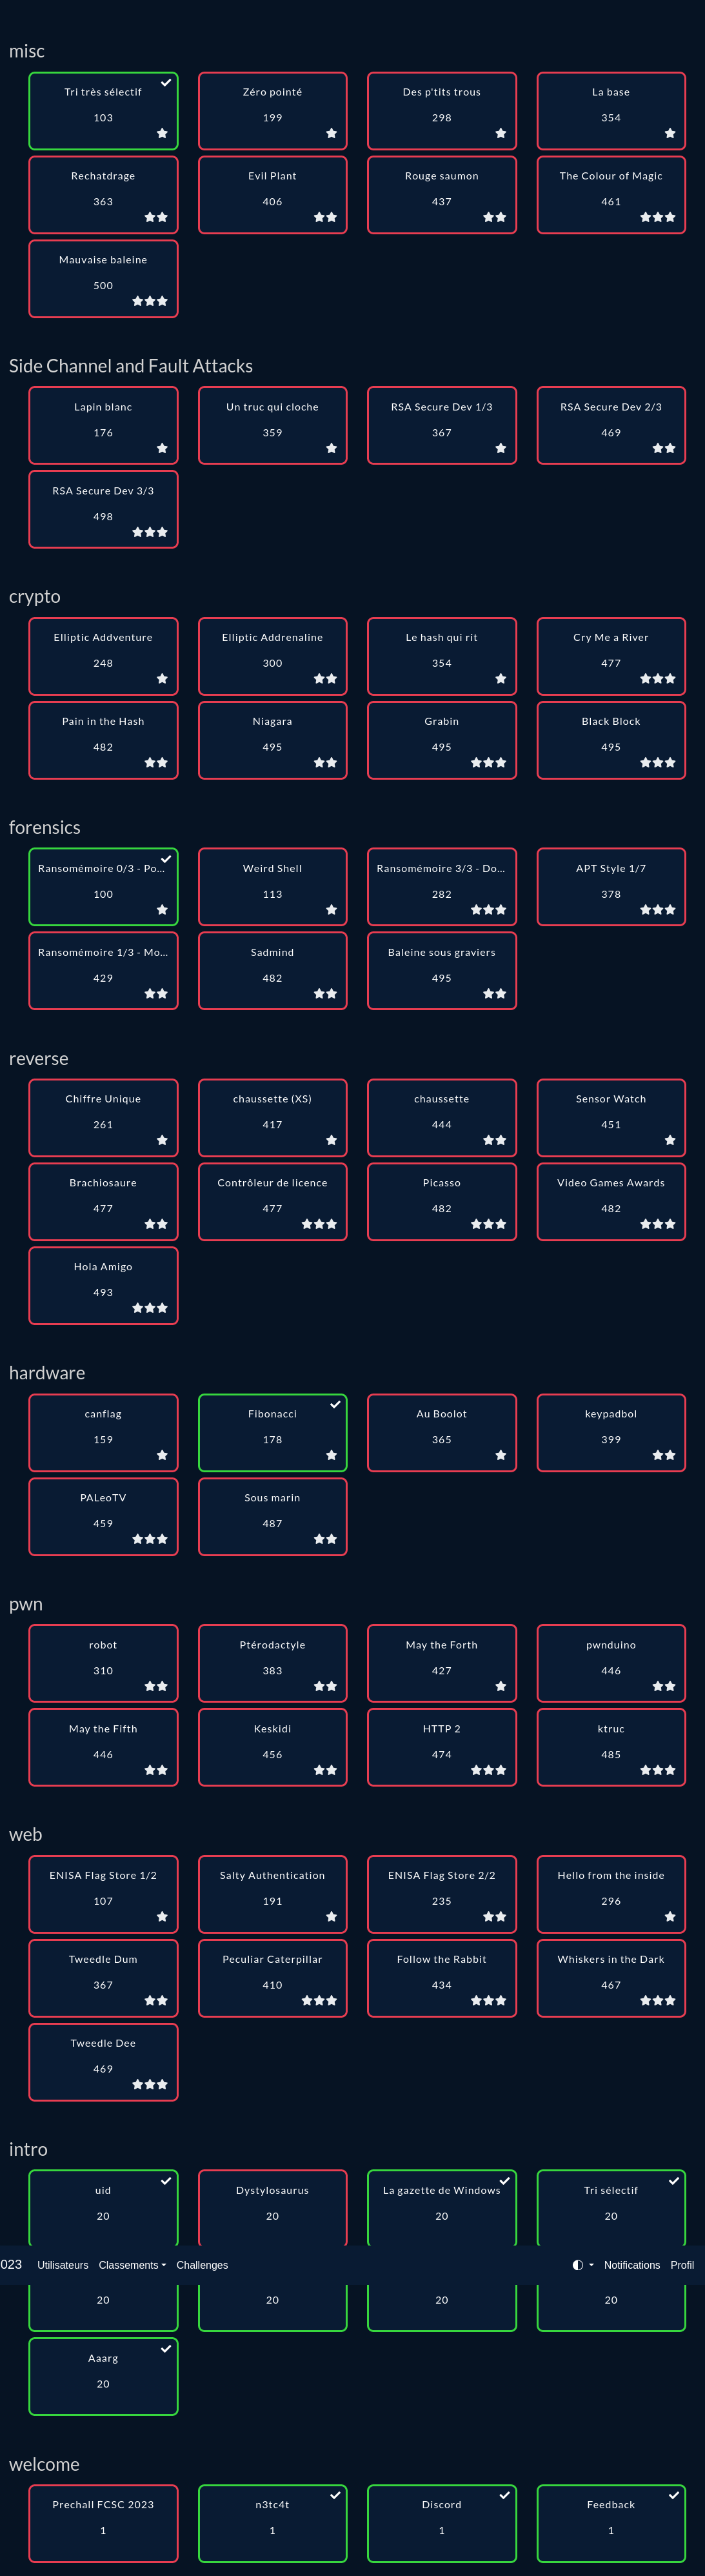 misc
Tri très sélectif
103
Zéro pointé
199
Des p'tits trous
298
La base
354
Rechatdrage
363
Evil Plant
406
Rouge saumon
437
The Colour of Magic
461
Mauvaise baleine
500
Side Channel and Fault Attacks
Lapin blanc
176
Un truc qui cloche
359
RSA Secure Dev 1/3
367
RSA Secure Dev 2/3
469
RSA Secure Dev 3/3
498
crypto
Elliptic Addventure
248
Elliptic Addrenaline
300
Le hash qui rit
354
Cry Me a River
477
Pain in the Hash
482
Niagara
495
Grabin
495
Black Block
495
forensics
Ransomémoire 0/3 - Po...
100
Weird Shell
113
Ransomémoire 3/3 - Do...
282
APT Style 1/7
378
Ransomémoire 1/3 - Mo...
429
Sadmind
482
Baleine sous graviers
495
reverse
Chiffre Unique
261
chaussette (XS)
417
chaussette
444
Sensor Watch
451
Brachiosaure
477
Contrôleur de licence
477
Picasso
482
Video Games Awards
482
Hola Amigo
493
hardware
canflag
159
Fibonacci
178
Au Boolot
365
keypadbol
399
PALeoTV
459
Sous marin
487
pwn
robot
310
Ptérodactyle
383
May the Forth
427
pwnduino
446
May the Fifth
446
Keskidi
456
HTTP 2
474
ktruc
485
web
ENISA Flag Store 1/2
107
Salty Authentication
191
ENISA Flag Store 2/2
235
Hello from the inside
296
Tweedle Dum
367
Peculiar Caterpillar
410
Follow the Rabbit
434
Whiskers in the Dark
467
Tweedle Dee
469
intro
uid
20
Dystylosaurus
20
La gazette de Windows
20
Tri sélectif
20
023 Utilisateurs Classements Challenges Notifications Profil
20
20
20
20
Aaarg
20
welcome
Prechall FCSC 2023
1
n3tc4t
1
Discord
1
Feedback
1